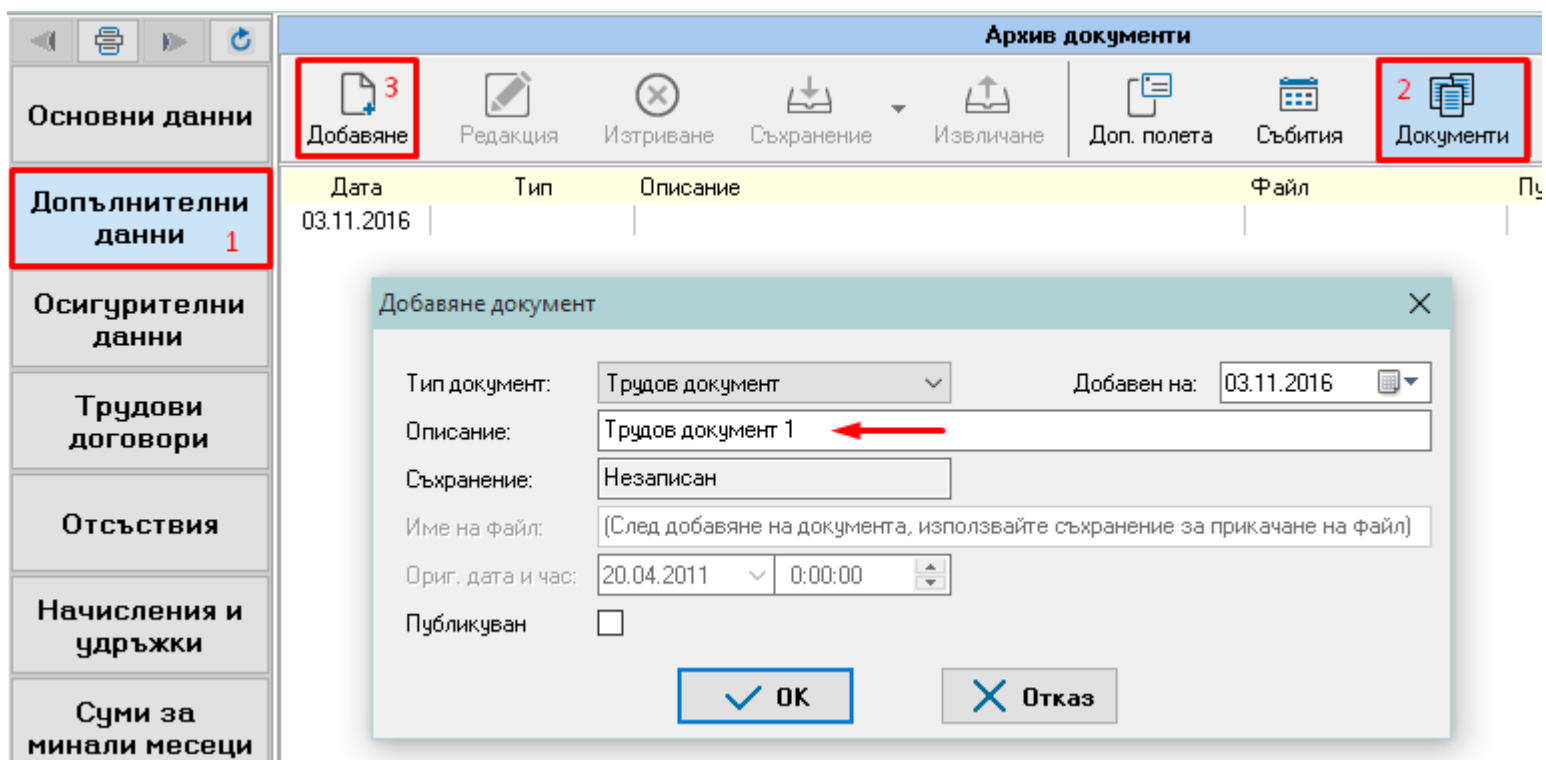 Архив документи
Основни данни
Допълнителни
данни 1
Осигурителни
данни
Трудови
договори
Отсъствия
Начисления и
удръжки
Суми за
минали месеци
3 2
Добавяне Редакция Изтриване Съхранение Извличане Доп. полета Събития Документи
Дата Тип Описание Файл Пу
03.11.2016
Добавяне документ
Тип документ: Трудов документ Добавен на: 03.11.2016
Описание: Трудов документ 1
Съхранение: Незаписан
Име на файл: (След добавяне на документа, използвайте съхранение за прикачане на файл)
Ориг. дата и час: 20.04.2011 0:00:00
Публикуван
OK Отказ